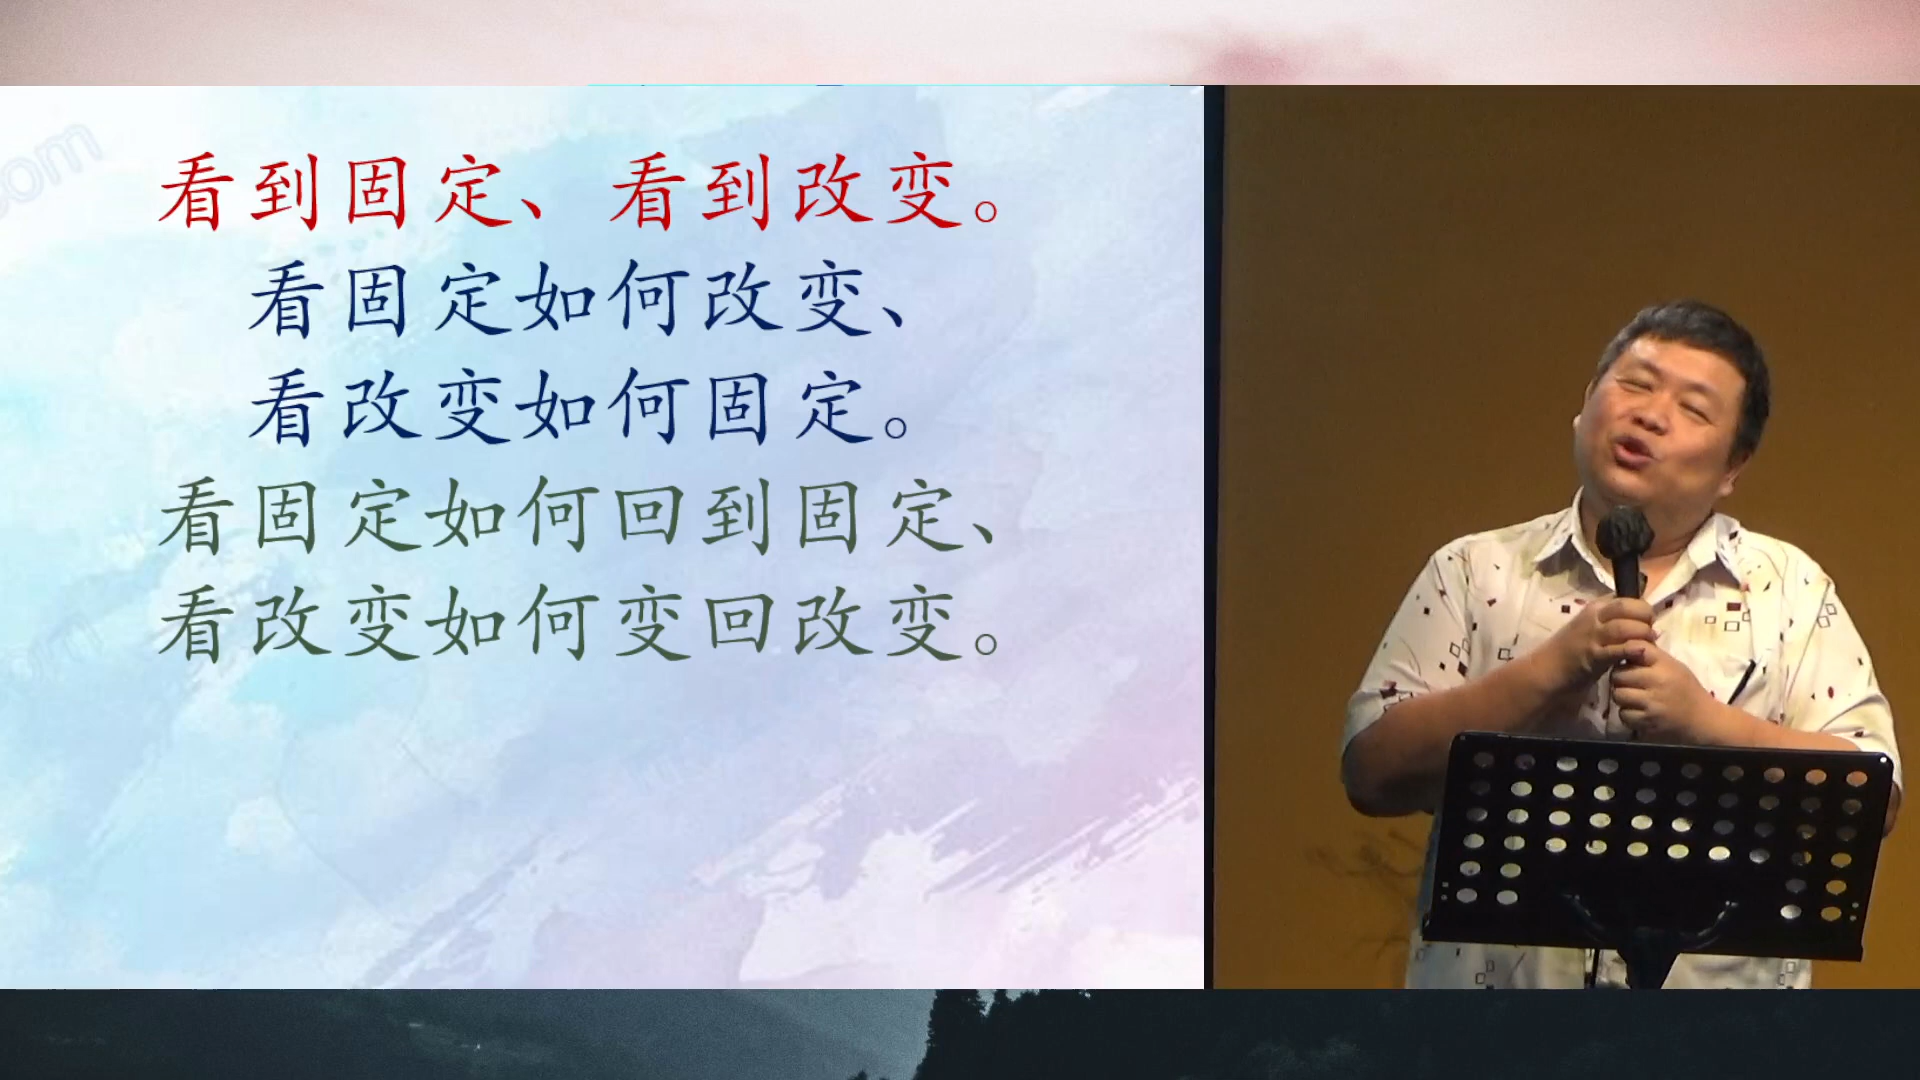 看到固定、看到改变。
看固定如何改变、
看改变如何固定。
看固定如何回到固定、
看改变如何变回改变。
com